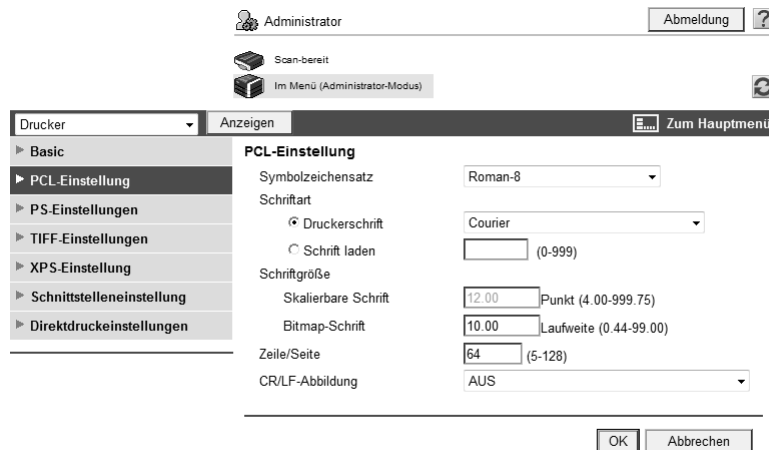 Administrator
Abmeldung ?
Scan-bereit
Im Menü (Administrator-Modus)
Drucker Anzeigen Zum Hauptmenü
Basic
PCL-Einstellung
PS-Einstellungen
TIFF-Einstellungen
XPS-Einstellung
Schnittstelleneinstellung
Direktdruckeinstellungen
PCL-Einstellung
Symbolzeichensatz Roman-8
Schriftart
Druckerschrift Courier
Schrift laden (0-999)
Schriftgröße
Skalierbare Schrift 12.00 Punkt (4.00-999.75)
Bitmap-Schrift 10.00 Laufweite (0.44-99.00)
Zeile/Seite 64 (5-128)
CR/LF-Abbildung AUS
OK Abbrechen